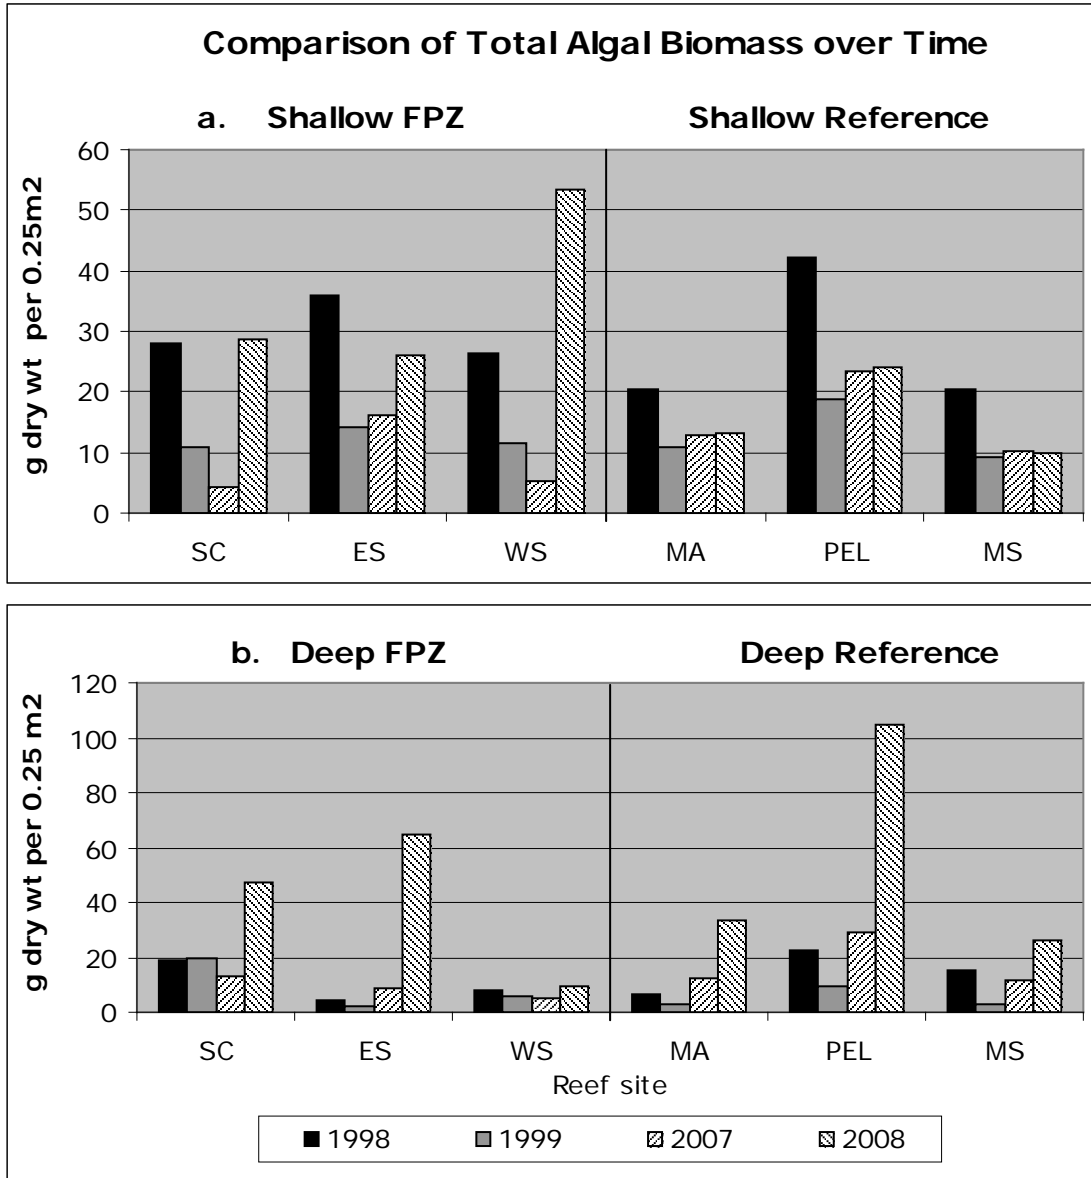 Comparison of Total Algal Biomass over Time
a. Shallow FPZ Shallow Reference
g dry wt per 0.25m2
60
50
40
30
20
10
0
SC ES WS MA PEL MS
b. Deep FPZ Deep Reference
g dry wt per 0.25 m2
120
100
80
60
40
20
0
SC ES WS MA PEL MS
Reef site
1998 1999 2007 2008